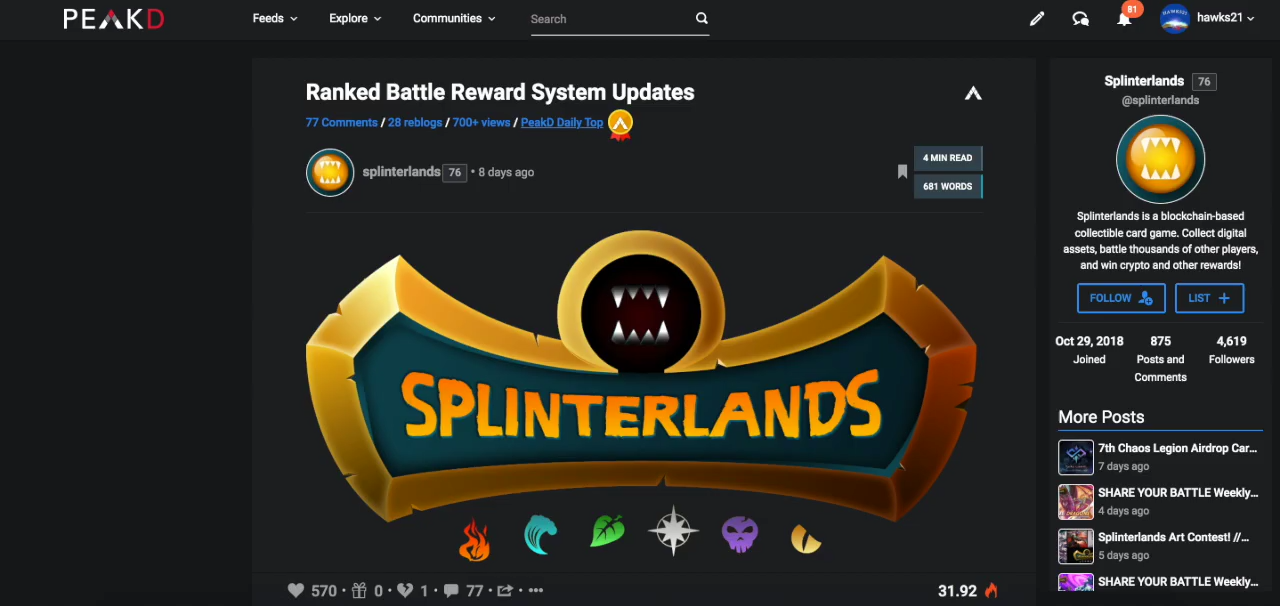 PEAKD
Feeds
Explore
Communities
Search
81
HAWKS21
hawks21
Ranked Battle Reward System Updates
77 Comments / 28 reblogs / 700+ views / PeakD Daily Top
splinterlands 76 • 8 days ago
4 MIN READ
681 WORDS
SPLINTERLANDS
570 · 0 · 1 · 77 · · •••
31.92
Splinterlands 76
@splinterlands
Splinterlands is a blockchain-based
collectible card game. Collect digital
assets, battle thousands of other players,
and win crypto and other rewards!
FOLLOW
LIST +
Oct 29, 2018 875 4,619
Joined Posts and Followers
Comments
More Posts
7th Chaos Legion Airdrop Car...
7 days ago
SHARE YOUR BATTLE Weekly...
4 days ago
Splinterlands Art Contest! //...
5 days ago
SHARE YOUR BATTLE Weekly...